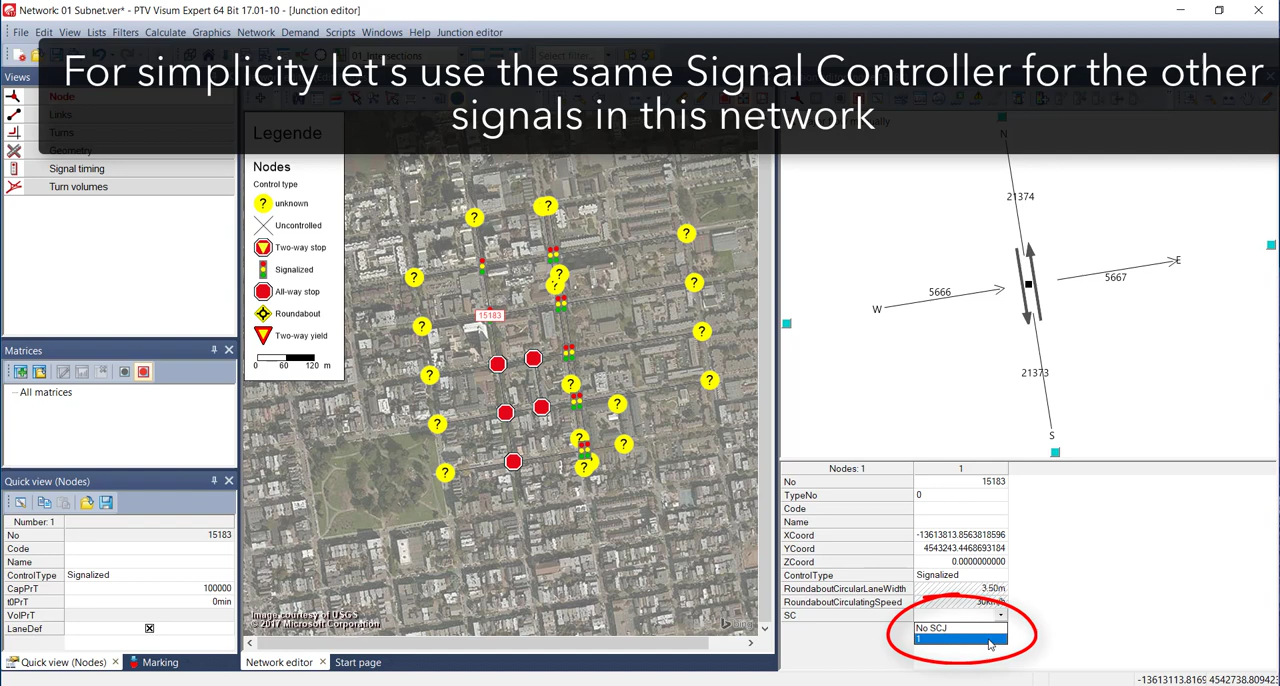 Network: 01 Subnet.ver* - PTV Visum Expert 64 Bit 17.01-10 - [Junction editor]
File Edit View Lists Filters Calculate Graphics Network Demand Scripts Windows Help Junction editor
For simplicity let's use the same Signal Controller for the other
signals in this network
Views
Node
Links
Turns
Geometry
Signal timing
Turn volumes
Matrices
All matrices
Quick view (Nodes)
Number: 1
No 15183
Code
Name
ControlType Signalized
CapPrT 100000
t0PrT 0min
VolPrT
LaneDef
Quick view (Nodes) Marking
Legende
Nodes
Control type
? unknown
Uncontrolled
Two-way stop
Signalized
All-way stop
Roundabout
Two-way yield
0 60 120 m
15183
Image courtesy of USGS
© 2017 Microsoft Corporation
bing
Network editor Start page
N
21374
E
5667
5666
W
21373
S
Nodes: 1 1
No 15183
TypeNo 0
Code
Name
XCoord -13613813.8563818596
YCoord 4543243.4468693184
ZCoord 0.0000000000
ControlType Signalized
RoundaboutCircularLaneWidth 3.50m
RoundaboutCirculatingSpeed 30km/h
SC
No SCJ
1